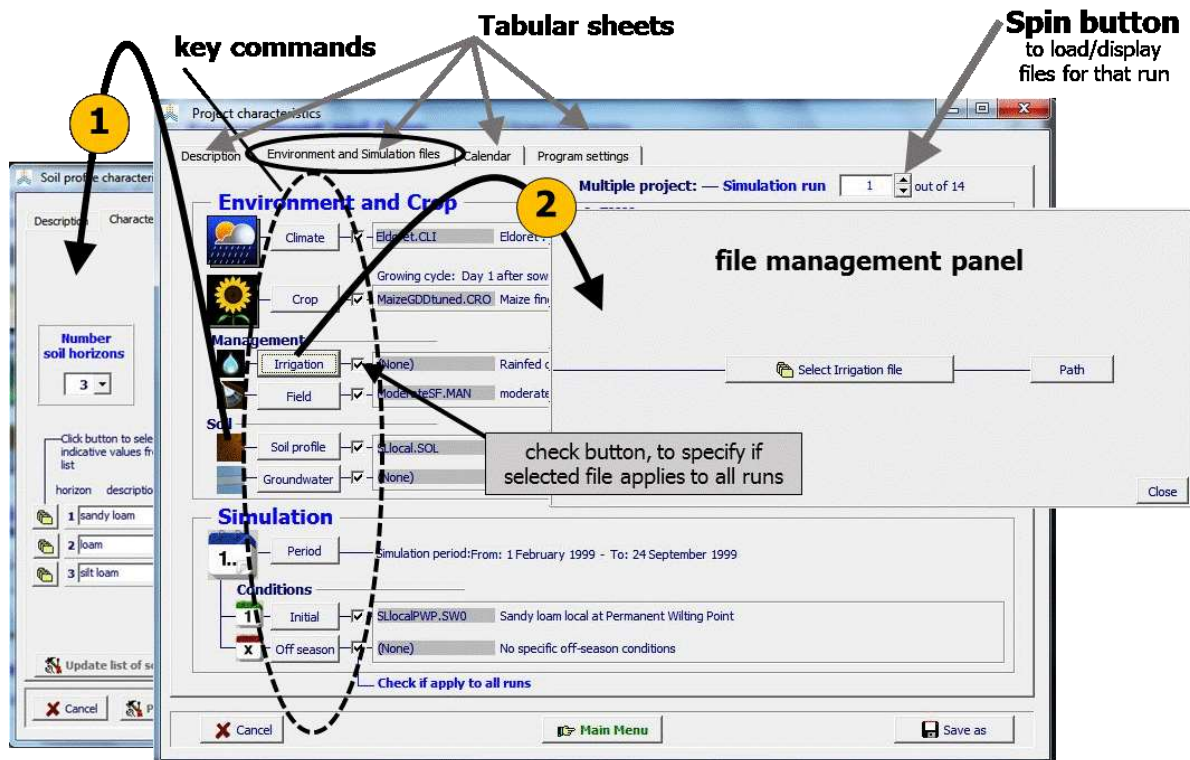 key commands
Tabular sheets
Spin button
to load/display
files for that run
1
Project characteristics
Description
Environment and Simulation files
Calendar
Program settings
Multiple project: — Simulation run 1 out of 14
Environment and Crop
Climate
Eldoret.CLI
Eldoret
Growing cycle: Day 1 after sow
Crop
MaizeGDDtuned.CRO
Maize
Management
Irrigation
(None)
Rainfed
Field
ModerateSF.MAN
moderate
Soil
Soil profile
SLlocal.SOL
Groundwater
(None)
2
file management panel
Select Irrigation file
Path
Close
check button, to specify if
selected file applies to all runs
Simulation
1..
Period
Simulation period:From: 1 February 1999 - To: 24 September 1999
Conditions
1
Initial
SLlocalPWP.SW0
Sandy loam local at Permanent Wilting Point
X
Off season
(None)
No specific off-season conditions
Check if apply to all runs
Cancel
Main Menu
Save as
Soil profile characteri
Description
Characte
Number
soil horizons
3
Click button to sele
indicative values fr
list
horizon descriptio
1 sandy loam
2 loam
3 silt loam
Update list of s
Cancel
P